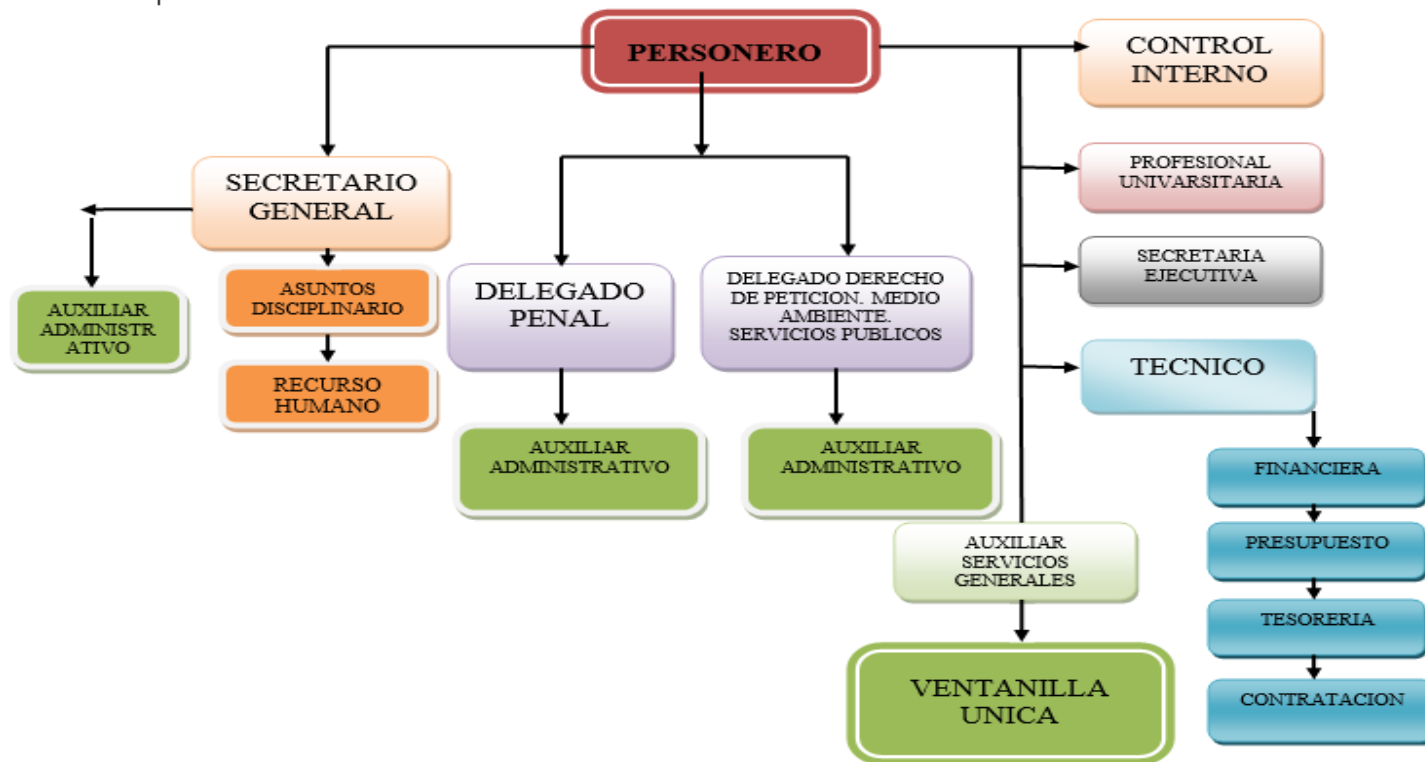 PERSONERO
CONTROL
INTERNO
PROFESIONAL
UNIVARSITARIA
SECRETARIO
GENERAL
SECRETARIA
EJECUTIVA
ASUNTOS
DISCIPLINARIO
DELEGADO
PENAL
DELEGADO DERECHO
DE PETICION. MEDIO
AMBIENTE.
SERVICIOS PUBLICOS
AUXILIAR
ADMINISTR
ATIVO
TECNICO
RECURSO
HUMANO
AUXILIAR
ADMINISTRATIVO
AUXILIAR
ADMINISTRATIVO
FINANCIERA
AUXILIAR
SERVICIOS
GENERALES
PRESUPUESTO
TESORERIA
VENTANILLA
UNICA
CONTRATACION